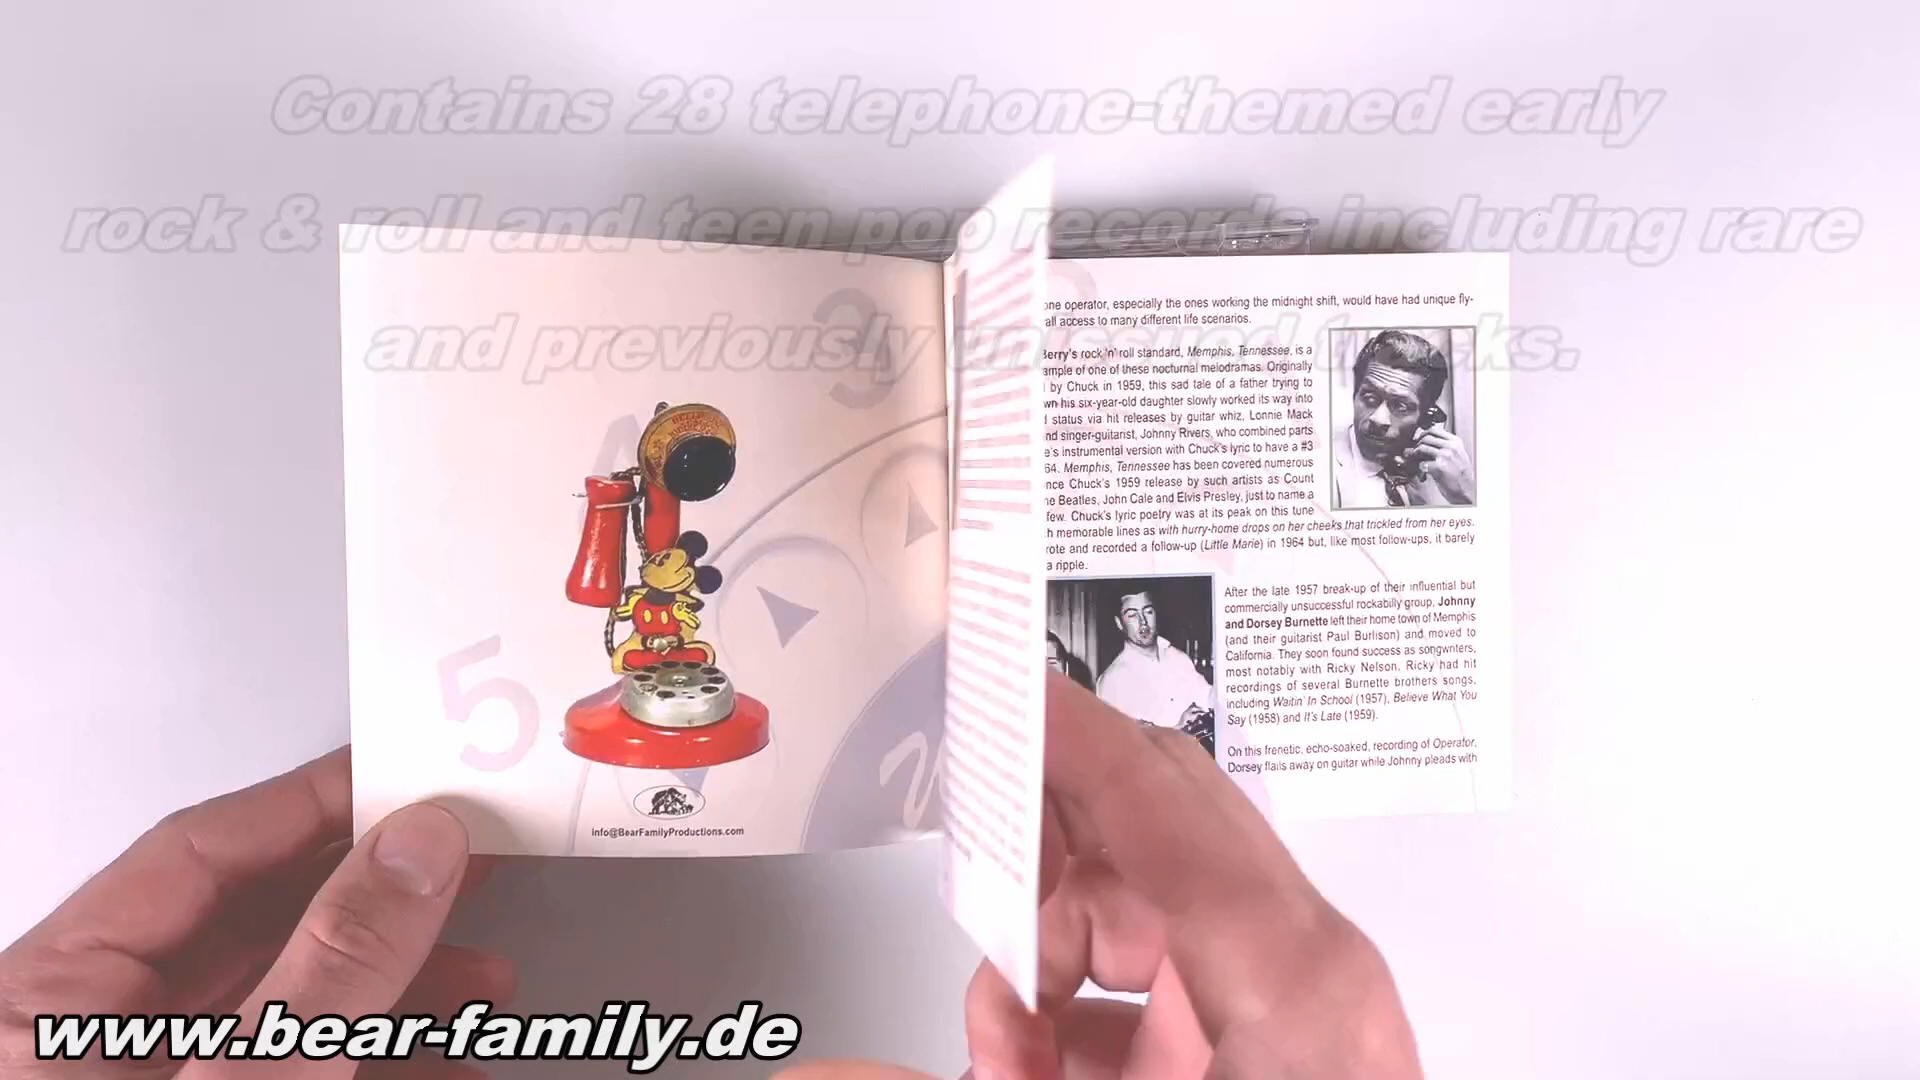 Contains 28 telephone-themed early
rock & roll and teen pop records including rare
and previously unissued tracks.
3
5
info@BearFamilyProductions.com
one operator, especially the ones working the midnight shift, would have had unique fly-
all access to many different life scenarios.
Berry's rock 'n' roll standard, Memphis, Tennessee, is a
ample of one of these nocturnal melodramas. Originally
by Chuck in 1959, this sad tale of a father trying to
wn his six-year-old daughter slowly worked its way into
status via hit releases by guitar whiz, Lonnie Mack
nd singer-guitarist, Johnny Rivers, who combined parts
e's instrumental version with Chuck's lyric to have a #3
64. Memphis, Tennessee has been covered numerous
nce Chuck's 1959 release by such artists as Count
he Beatles, John Cale and Elvis Presley, just to name a
few. Chuck's lyric poetry was at its peak on this tune
h memorable lines as with hurry-home drops on her cheeks that trickled from her eyes.
rote and recorded a follow-up (Little Marie) in 1964 but, like most follow-ups, it barely
a ripple.
After the late 1957 break-up of their influential but
commercially unsuccessful rockabilly group, Johnny
and Dorsey Burnette left their home town of Memphis
(and their guitarist Paul Burlison) and moved to
California. They soon found success as songwriters,
most notably with Ricky Nelson. Ricky had hit
recordings of several Burnette brothers songs,
including Waitin' In School (1957), Believe What You
Say (1958) and It's Late (1959).
On this frenetic, echo-soaked, recording of Operator,
Dorsey flails away on guitar while Johnny pleads with
www.bear-family.de